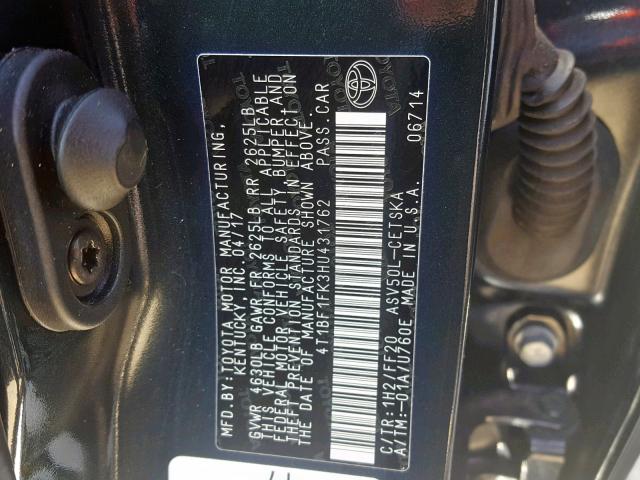 MFD. BY: TOYOTA MOTOR MANUFACTURING,
KENTUCKY, INC. 04/17
GVWR 4630LB GAWR FR 2625LB RR 2625LB
THIS VEHICLE CONFORMS TO ALL APPLICABLE
FEDERAL MOTOR VEHICLE SAFETY, BUMPER AND
THEFT PREVENTION STANDARDS IN EFFECT ON
THE DATE OF MANUFACTURE SHOWN ABOVE.
4T1BF1FK3HU431762 PASS.CAR
C/TR: 1H2/FF20 ASV50L-CETSKA
A/TM: -01A/U760E MADE IN U.S.A.
06714